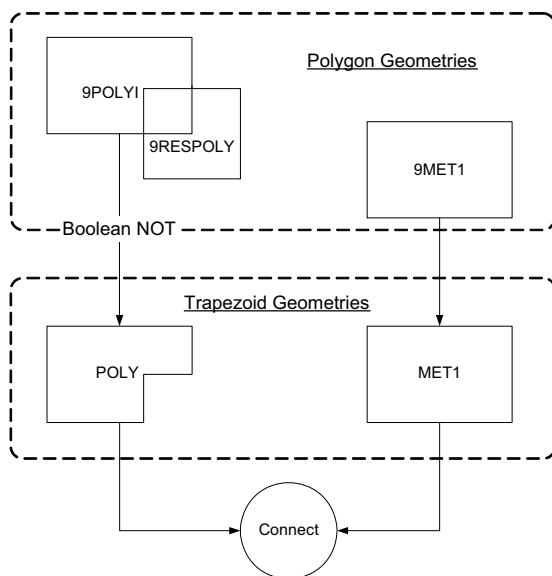 Polygon Geometries
9POLYI
9RESPOLY
9MET1
Boolean NOT
Trapezoid Geometries
POLY
MET1
Connect